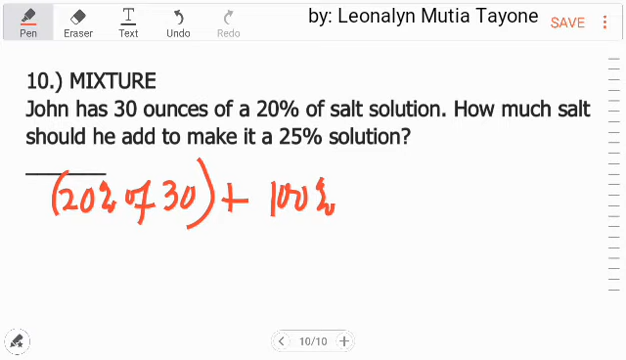 by: Leonalyn Mutia Tayone
Pen Eraser Text Undo Redo SAVE
10.) MIXTURE
John has 30 ounces of a 20% of salt solution. How much salt
should he add to make it a 25% solution?
(20% of 30) + 100%
10/10